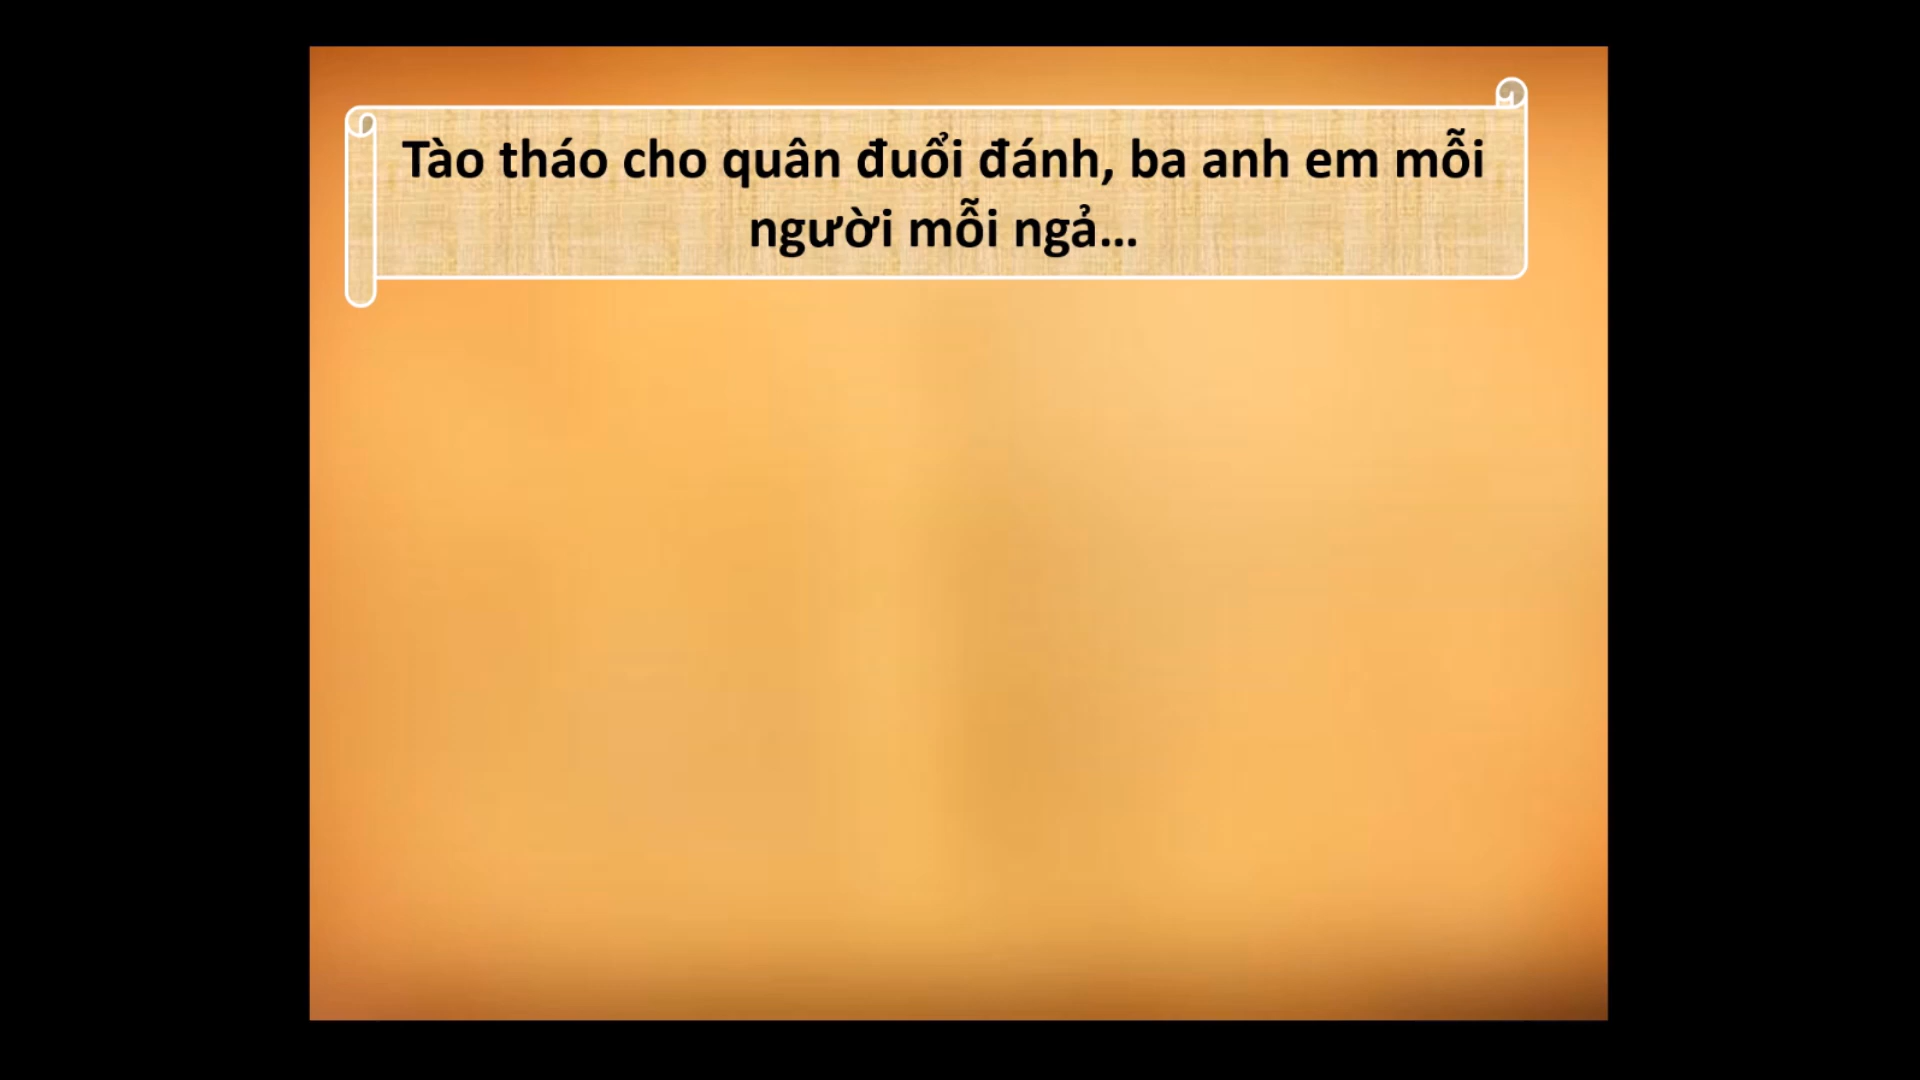 Tào tháo cho quân đuổi đánh, ba anh em mỗi
người mỗi ngả...